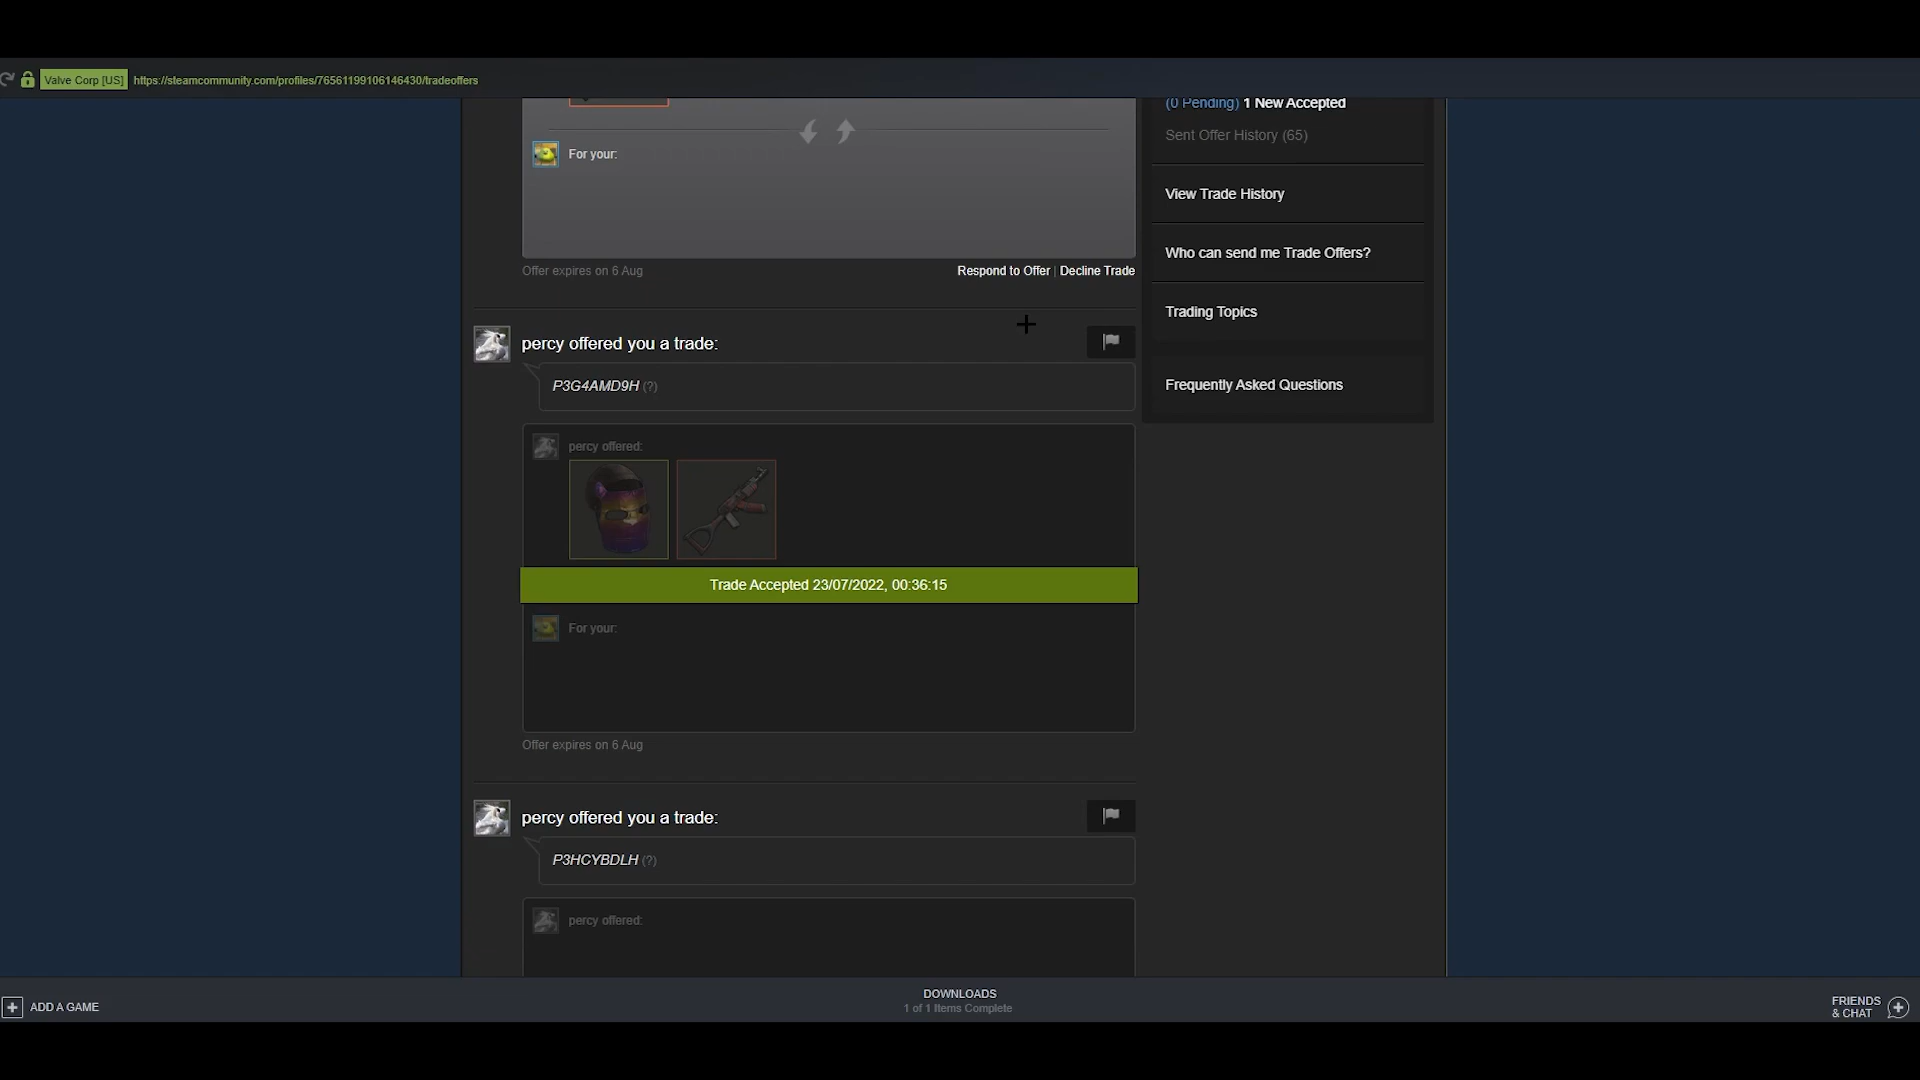 Valve Corp [US] https://steamcommunity.com/profiles/76561199106146430/tradeoffers
(0 Pending) 1 New Accepted
Sent Offer History (65)
For your:
View Trade History
Who can send me Trade Offers?
Offer expires on 6 Aug
Respond to Offer | Decline Trade
Trading Topics
percy offered you a trade:
P3G4AMD9H (?)
Frequently Asked Questions
percy offered:
Trade Accepted 23/07/2022, 00:36:15
For your:
Offer expires on 6 Aug
percy offered you a trade:
P3HCYBDLH (?)
percy offered:
DOWNLOADS
1 of 1 Items Complete
ADD A GAME
FRIENDS
& CHAT